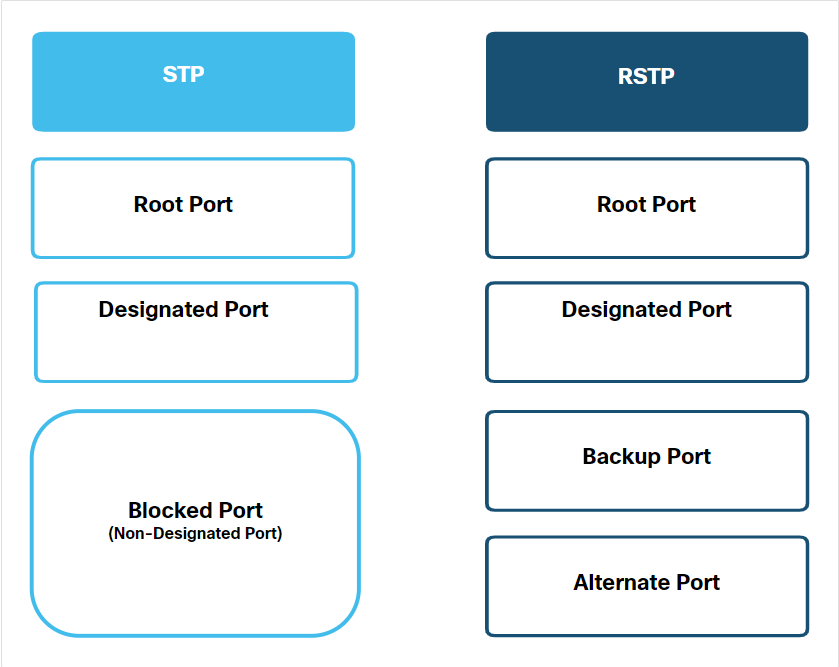 STP
RSTP
Root Port
Root Port
Designated Port
Designated Port
Blocked Port
(Non-Designated Port)
Backup Port
Alternate Port